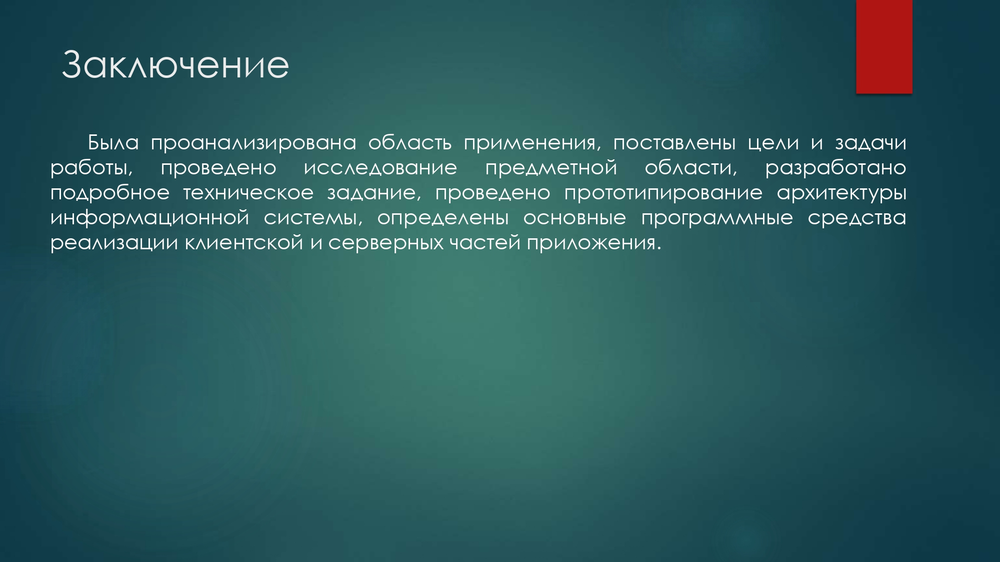 Заключение
Была проанализирована область применения, поставлены цели и задачи
работы, проведено исследование предметной области, разработано
подробное техническое задание, проведено прототипирование архитектуры
информационной системы, определены основные программные средства
реализации клиентской и серверных частей приложения.